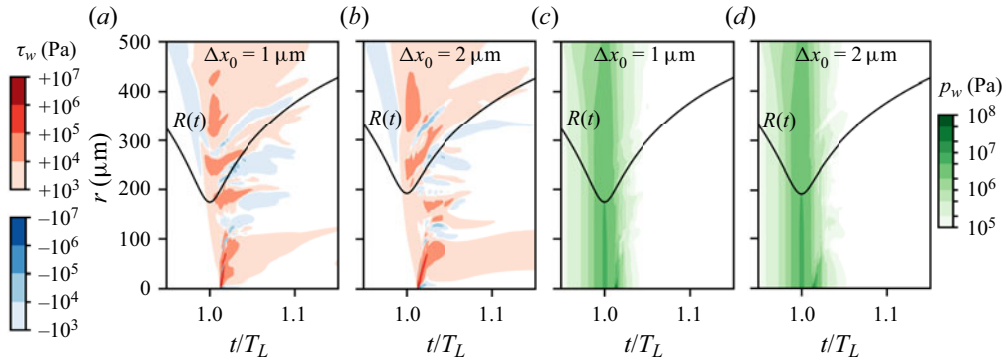 (a) (b) (c) (d)
τw (Pa)
+10^7
+10^6
+10^5
+10^4
+10^3
–10^7
–10^6
–10^5
–10^4
–10^3
r (μm)
500
400
300
200
100
0
Δx0 = 1 μm
R(t)
1.0 1.1
t/TL
Δx0 = 2 μm
R(t)
1.0 1.1
t/TL
Δx0 = 1 μm
R(t)
1.0 1.1
t/TL
Δx0 = 2 μm
R(t)
1.0 1.1
t/TL
pw (Pa)
10^8
10^7
10^6
10^5